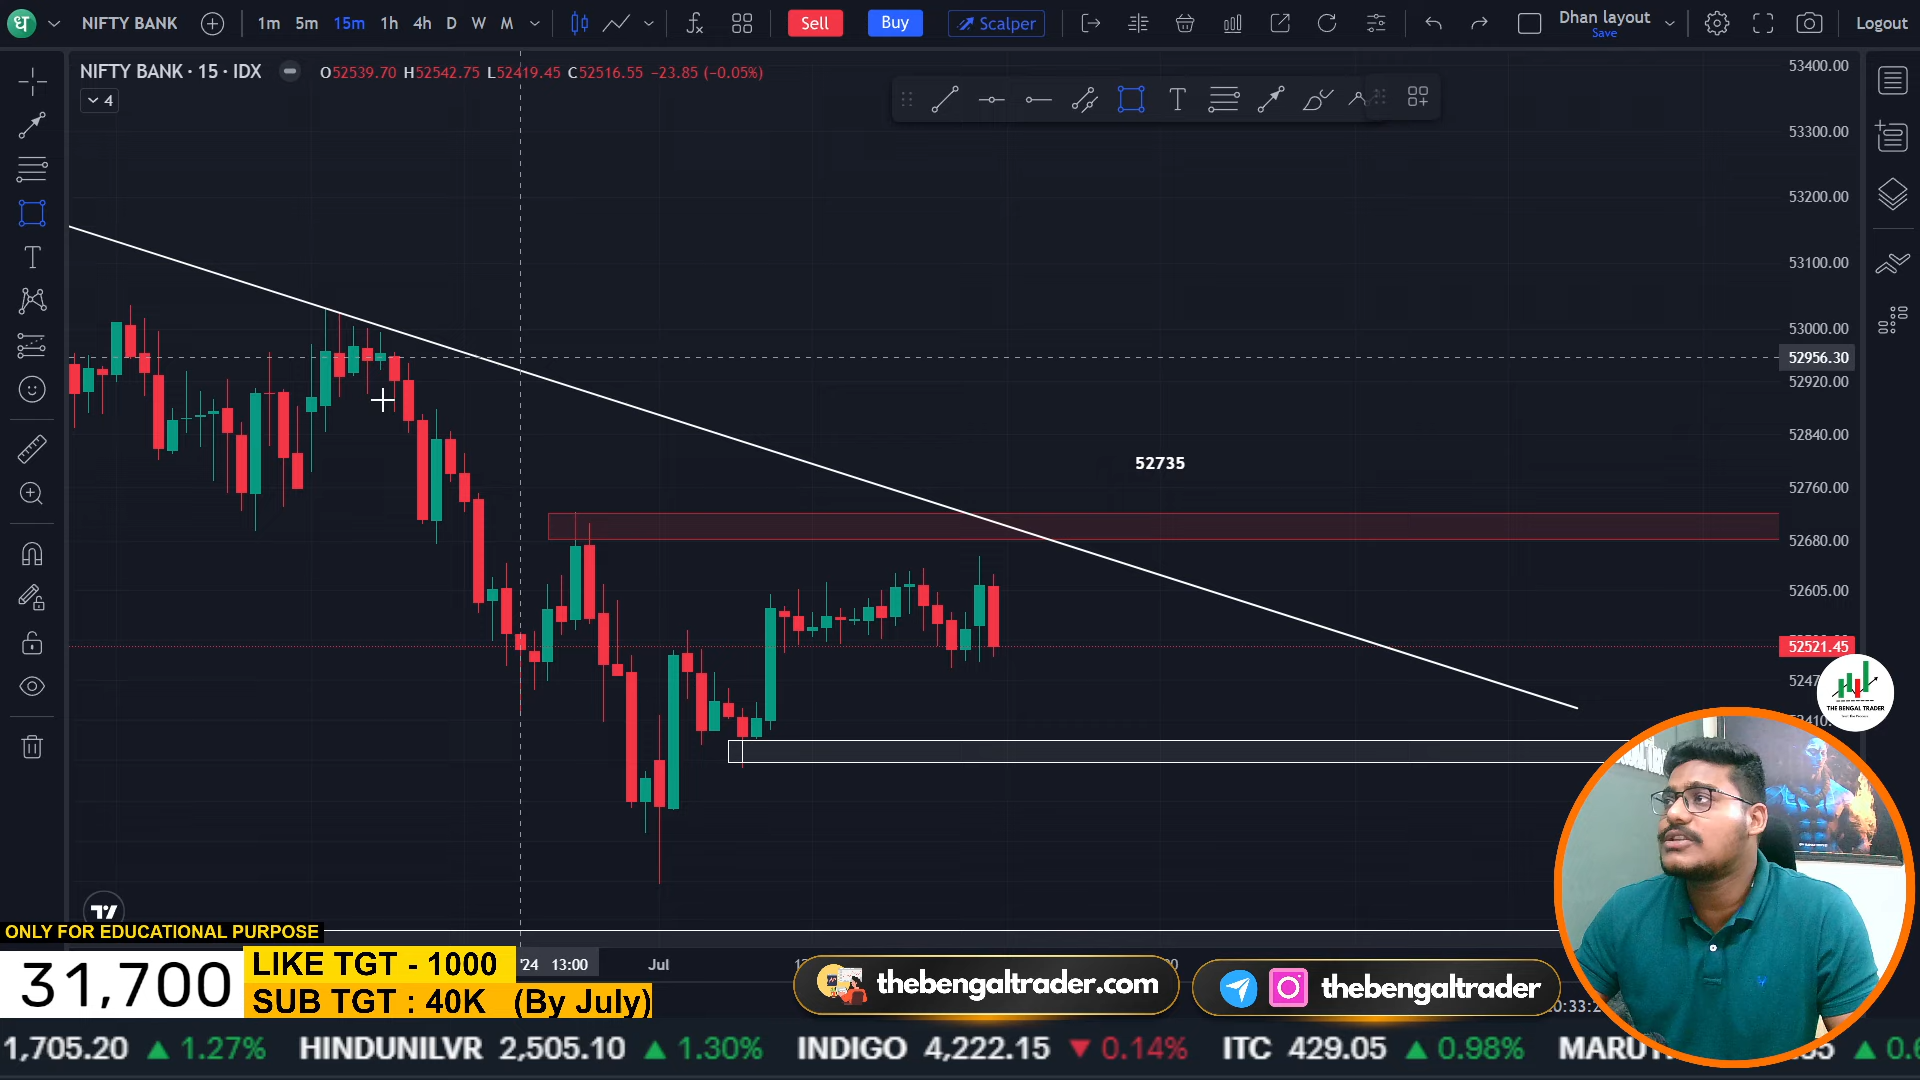 धा NIFTY BANK 1m 5m 15m 1h 4h D W M Sell Buy Scalper Dhan layout Save Logout
NIFTY BANK · 15 · IDX O52539.70 H52542.75 L52419.45 C52516.55 −23.85 (−0.05%)
4
53400.00
53300.00
53200.00
53100.00
53000.00
52956.30
52920.00
52840.00
52735
52760.00
52680.00
52605.00
52521.45
THE BENGAL TRADER
ONLY FOR EDUCATIONAL PURPOSE
31,700
LIKE TGT - 1000
SUB TGT : 40K (By July)
'24 13:00 Jul
thebengaltrader.com
thebengaltrader
1,705.20 ▲ 1.27% HINDUNILVR 2,505.10 ▲ 1.30% INDIGO 4,222.15 ▼ 0.14% ITC 429.05 ▲ 0.98%